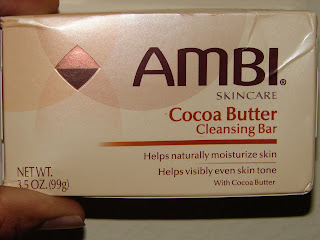 AMBI®
SKINCARE
Cocoa Butter
Cleansing Bar
Helps naturally moisturize skin
Helps visibly even skin tone
With Cocoa Butter
NET WT.
3.5 OZ. (99g)